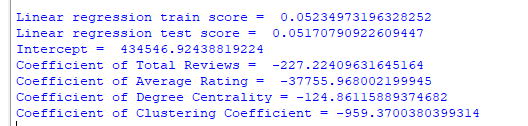 Linear regression train score =  0.05234973196328252
Linear regression test score =  0.05170790922609447
Intercept =  434546.92438819224
Coefficient of Total Reviews =  -227.22409631645164
Coefficient of Average Rating =  -37755.968002199945
Coefficient of Degree Centrality = -124.86115889374682
Coefficient of Clustering Coefficient = -959.3700380399314